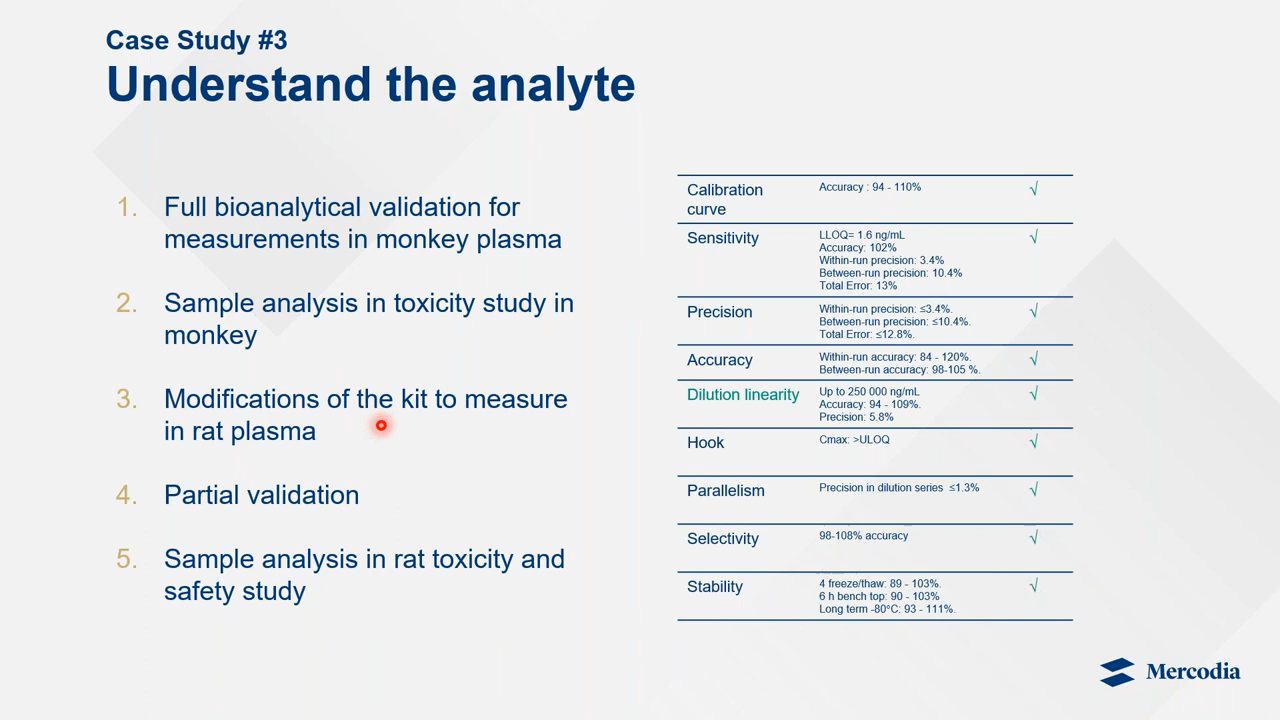 Case Study #3
Understand the analyte
1. Full bioanalytical validation for
measurements in monkey plasma
2. Sample analysis in toxicity study in
monkey
3. Modifications of the kit to measure
in rat plasma
4. Partial validation
5. Sample analysis in rat toxicity and
safety study
Calibration
curve
Accuracy : 94 - 110%
√
Sensitivity
LLOQ= 1.6 ng/mL
Accuracy: 102%
Within-run precision: 3.4%
Between-run precision: 10.4%
Total Error: 13%
√
Precision
Within-run precision: ≤3.4%.
Between-run precision: ≤10.4%.
Total Error: ≤12.8%.
√
Accuracy
Within-run accuracy: 84 - 120%.
Between-run accuracy: 98-105 %.
√
Dilution linearity
Up to 250 000 ng/mL
Accuracy: 94 - 109%.
Precision: 5.8%
√
Hook
Cmax: >ULOQ
√
Parallelism
Precision in dilution series ≤1.3%
√
Selectivity
98-108% accuracy
√
Stability
4 freeze/thaw: 89 - 103%.
6 h bench top: 90 - 103%
Long term -80°C: 93 - 111%.
√
Mercodia